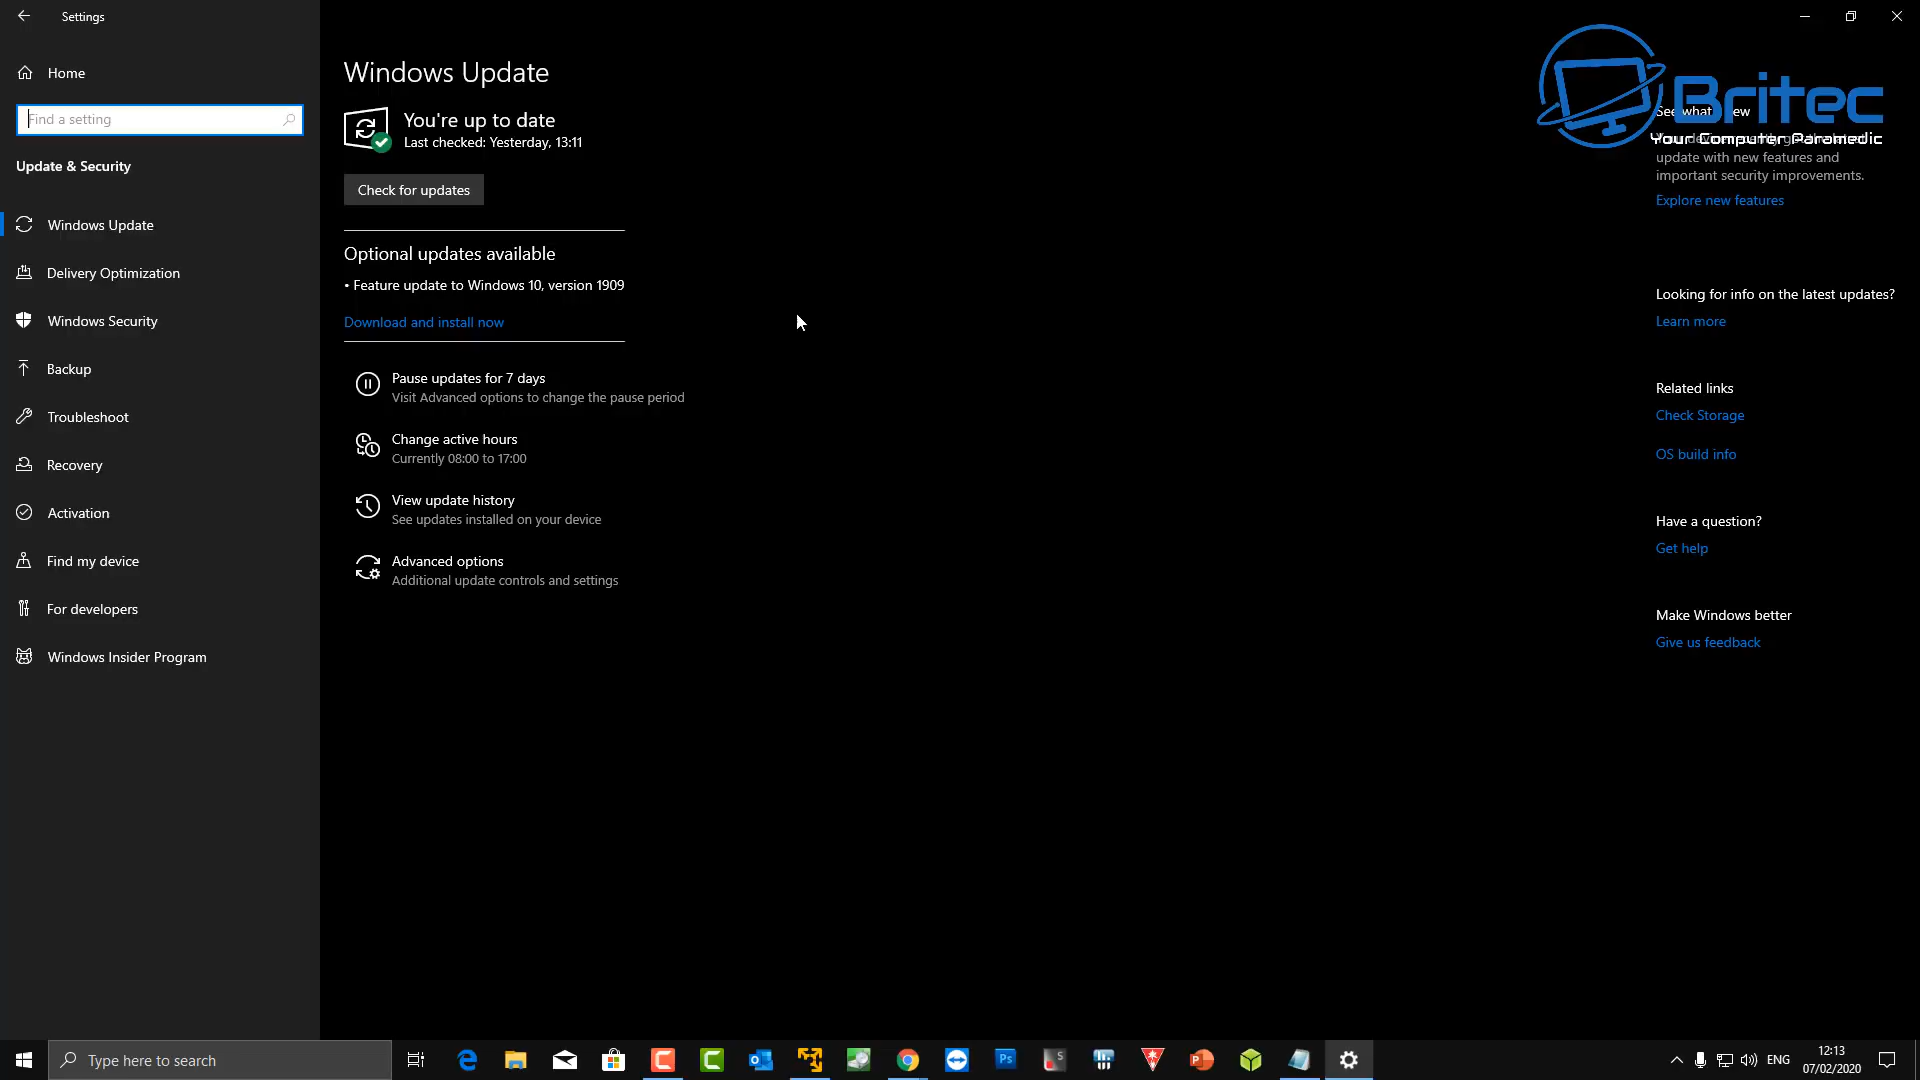 Settings
Home
Find a setting
Update & Security
Windows Update
Delivery Optimization
Windows Security
Backup
Troubleshoot
Recovery
Activation
Find my device
For developers
Windows Insider Program
Windows Update
You're up to date
Last checked: Yesterday, 13:11
Check for updates
Optional updates available
• Feature update to Windows 10, version 1909
Download and install now
Pause updates for 7 days
Visit Advanced options to change the pause period
Change active hours
Currently 08:00 to 17:00
View update history
See updates installed on your device
Advanced options
Additional update controls and settings
Britec
Your Computer Paramedic
See what
update with new features and
important security improvements.
Explore new features
Looking for info on the latest updates?
Learn more
Related links
Check Storage
OS build info
Have a question?
Get help
Make Windows better
Give us feedback
Type here to search
Ps
S
ENG
12:13
07/02/2020